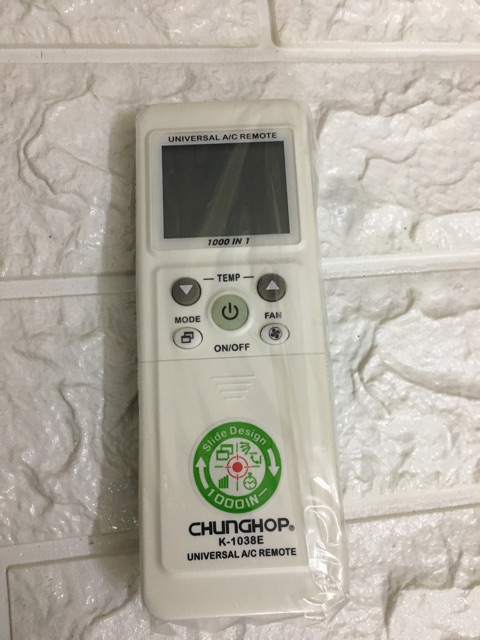 UNIVERSAL A/C REMOTE
1000 IN 1
TEMP
MODE
FAN
ON/OFF
Slide Design
1000IN
CHUNGHOP®
K-1038E
UNIVERSAL A/C REMOTE